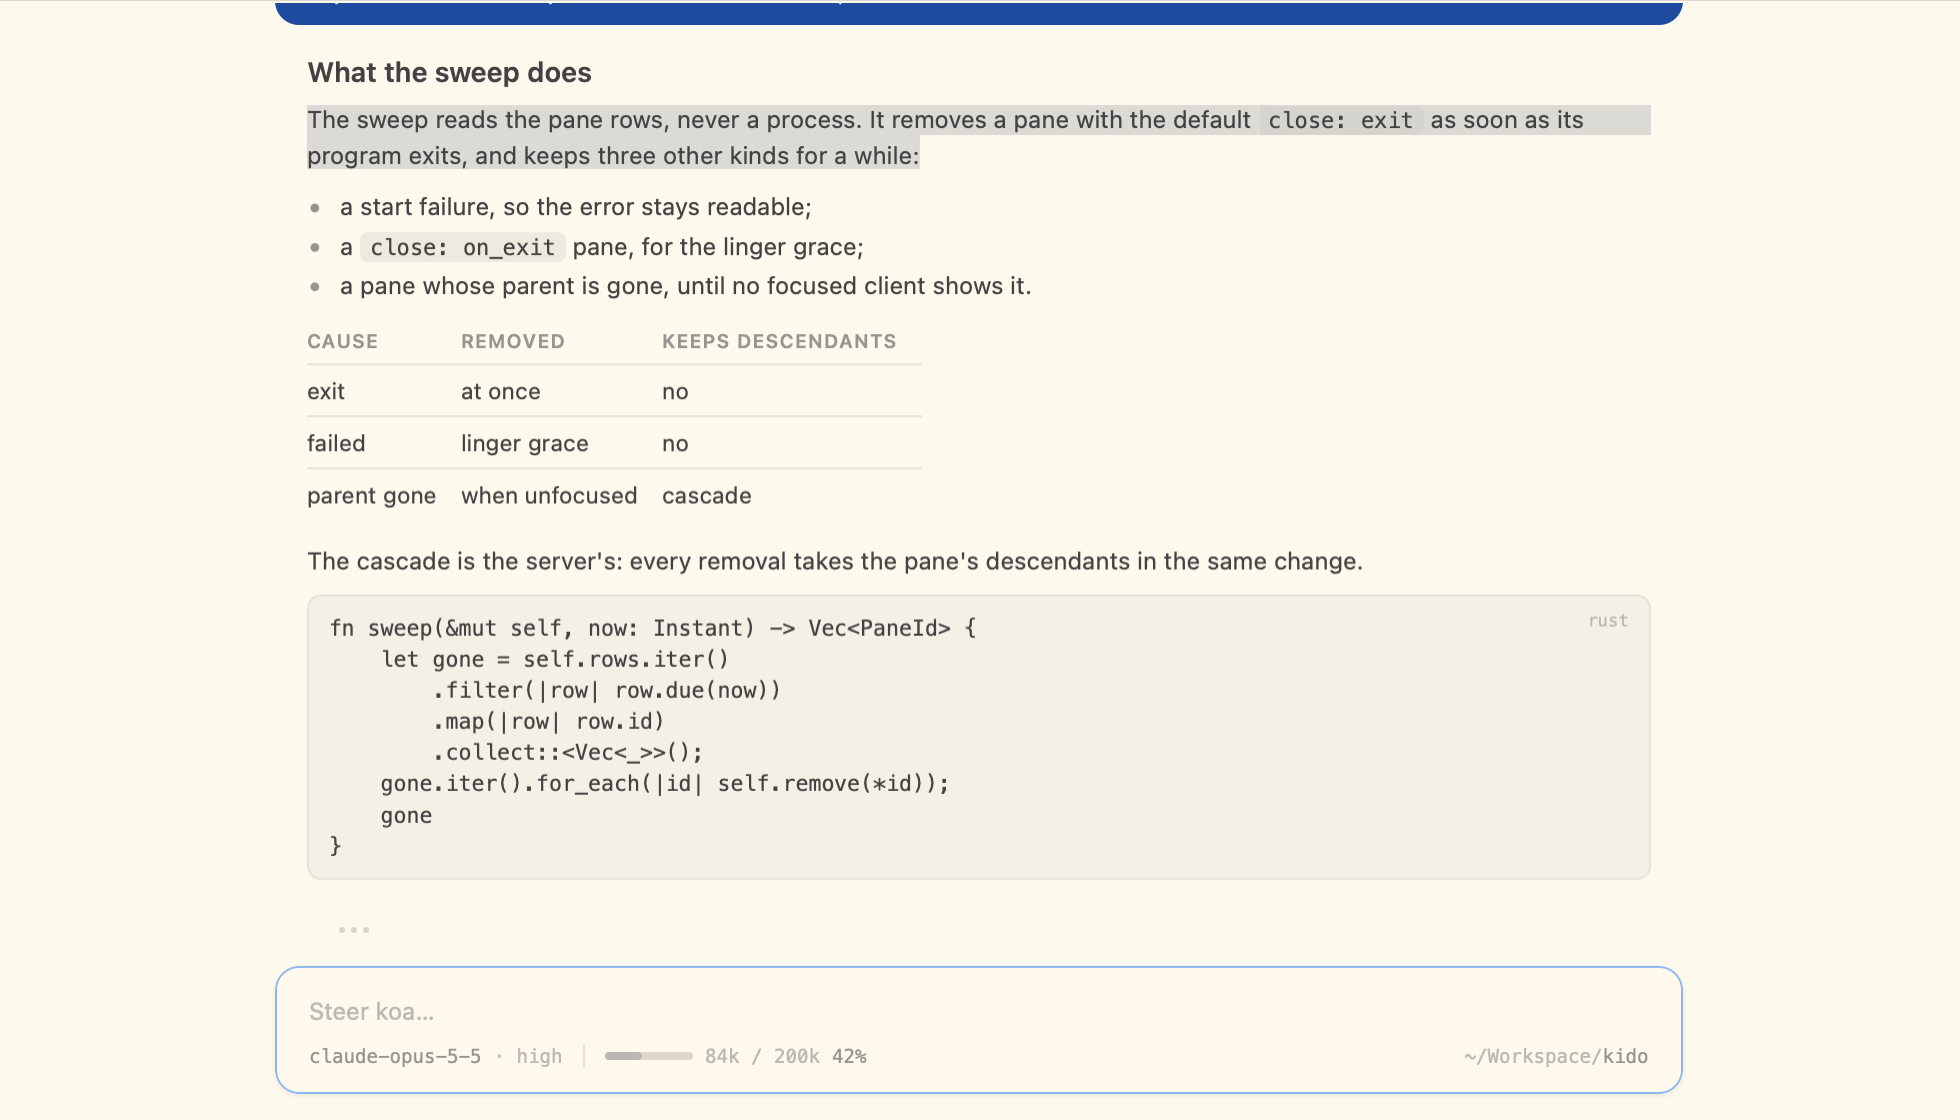 What the sweep does
The sweep reads the pane rows, never a process. It removes a pane with the default close: exit as soon as its
program exits, and keeps three other kinds for a while:
• a start failure, so the error stays readable;
• a close: on_exit pane, for the linger grace;
• a pane whose parent is gone, until no focused client shows it.
CAUSE REMOVED KEEPS DESCENDANTS
exit at once no
failed linger grace no
parent gone when unfocused cascade
The cascade is the server's: every removal takes the pane's descendants in the same change.
rust
fn sweep(&mut self, now: Instant) -> Vec<PaneId> {
    let gone = self.rows.iter()
        .filter(|row| row.due(now))
        .map(|row| row.id)
        .collect::<Vec<_>>();
    gone.iter().for_each(|id| self.remove(*id));
    gone
}
Steer koa...
claude-opus-5-5 · high 84k / 200k 42% ~/Workspace/kido